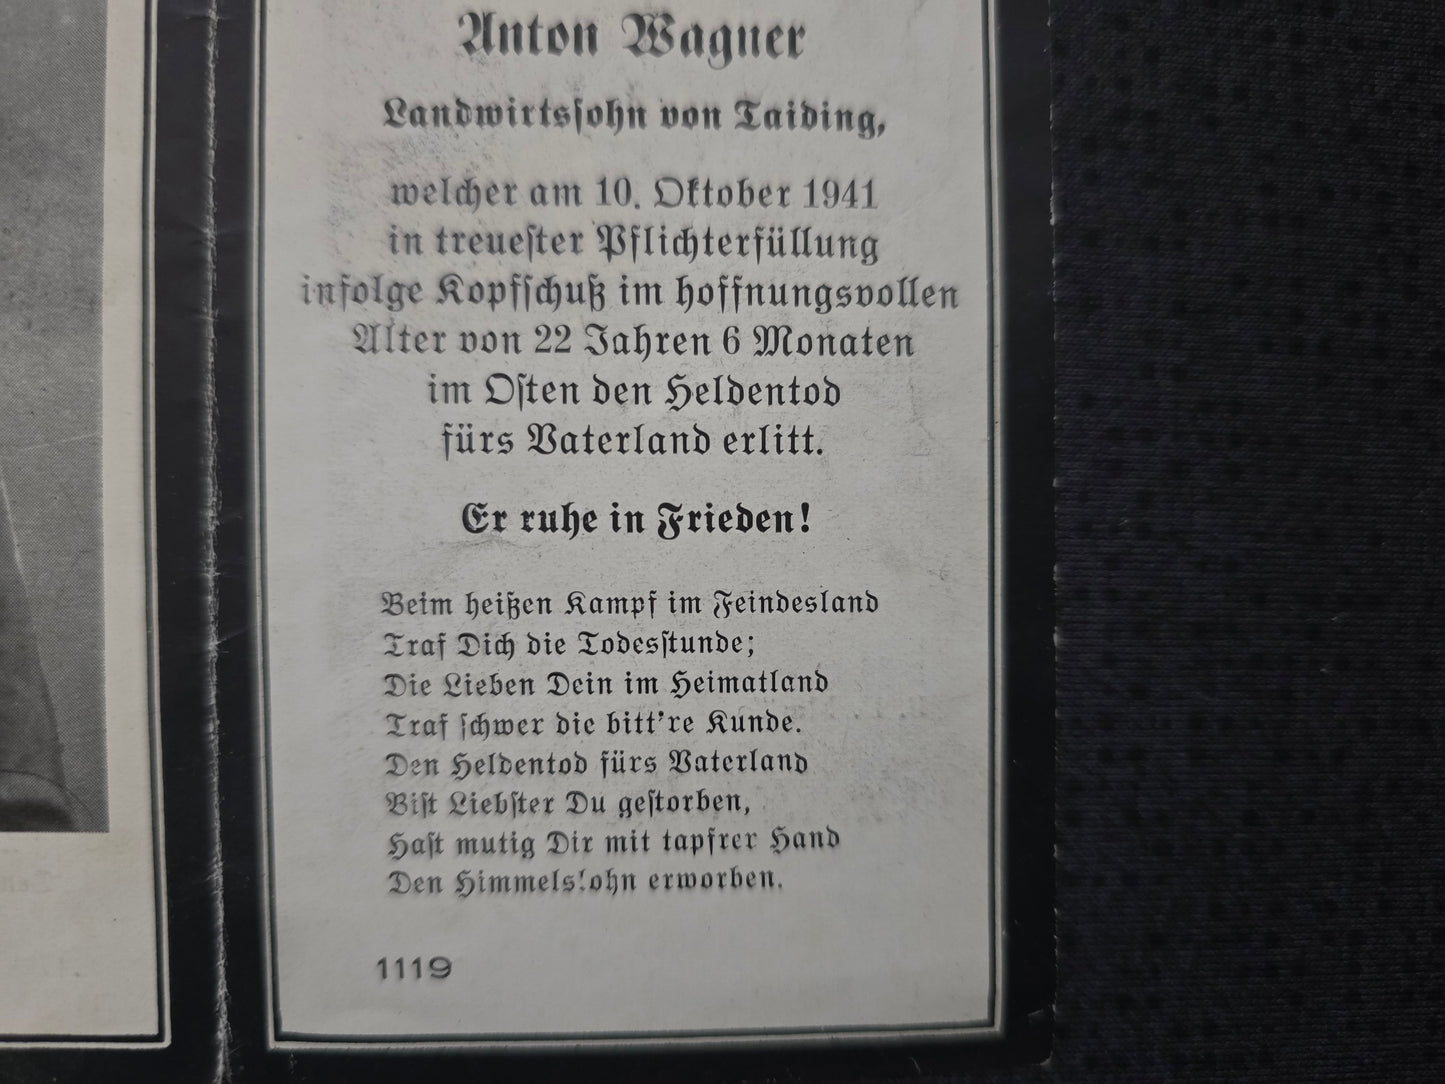 Anton Wagner
Landwirtssohn von Taiding,
welcher am 10. Oktober 1941
in treuester Pflichterfüllung
infolge Kopfschuß im hoffnungsvollen
Alter von 22 Jahren 6 Monaten
im Osten den Heldentod
fürs Vaterland erlitt.
Er ruhe in Frieden!
Beim heißen Kampf im Feindesland
Traf Dich die Todesstunde;
Die Lieben Dein im Heimatland
Traf schwer die bitt're Kunde.
Den Heldentod fürs Vaterland
Bist Liebster Du gestorben,
Hast mutig Dir mit tapfrer Hand
Den Himmelslohn erworben.
1119